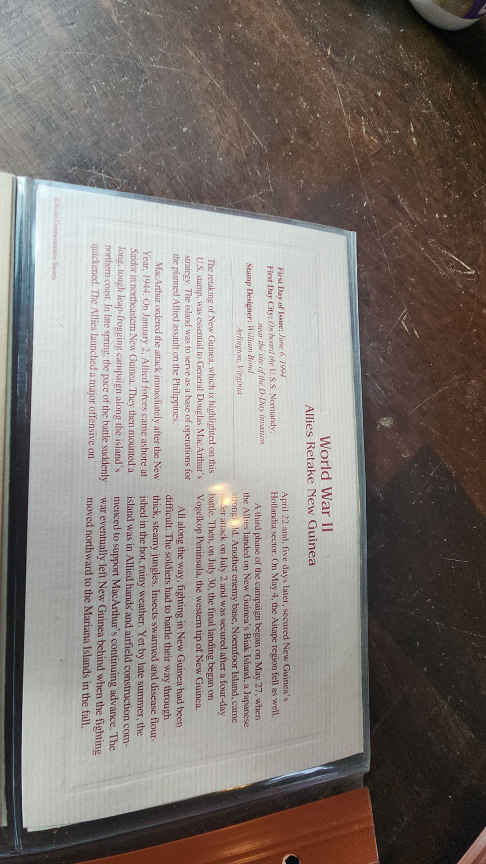 World War II
Allies Retake New Guinea
First Day of Issue: June 6, 1994
First Day City: On board the U.S.S. Normandy,
near the site of the D-Day invasion
Stamp Designer: William Bond
Arlington, Virginia
The retaking of New Guinea, which is highlighted on this
U.S. stamp, was essential to General Douglas MacArthur's
strategy. The island was to serve as a base of operations for
the planned Allied assault on the Philippines.
MacArthur ordered the attack immediately after the New
Year, 1944. On January 2, Allied forces came ashore at
Saidor in northeastern New Guinea. They then mounted a
long, tough leap-frogging campaign along the island's
northern coast. In late spring, the pace of the battle suddenly
quickened. The Allies launched a major offensive on
April 22 and, five days later, secured New Guinea's
Hollandia sector. On May 4, the Aitape region fell as well.
A third phase of the campaign began on May 27, when
the Allies landed on New Guinea's Biak Island, a Japanese
Another enemy base, Noemfoor Island, came
attack on July 2 and was secured after a four-day
battle. Then, on July 30, the final landing began on
Vogelkop Peninsula, the western tip of New Guinea.
All along the way, fighting in New Guinea had been
difficult. The soldiers had to battle their way through
thick, steamy jungles. Insects swarmed and disease flour-
ished in the hot, rainy weather. Yet by late summer, the
island was in Allied hands and airfield construction com-
menced to support MacArthur's continuing advance. The
war eventually left New Guinea behind when the fighting
moved northward to the Mariana Islands in the fall.